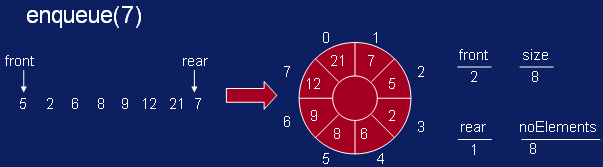 enqueue(7)
front rear
5 2 6 8 9 12 21 7
0 1
7 2
6 3
5 4
21 7
12 5
9 2
8 6
front size
2 8
rear noElements
1 8